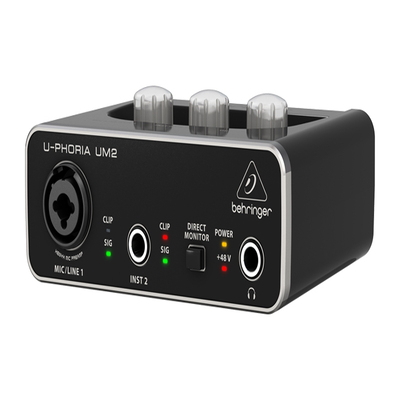 U-PHORIA UM2
behringer
CLIP
SIG
MIC/LINE 1
CLIP
SIG
INST 2
DIRECT
MONITOR
POWER
+48 V